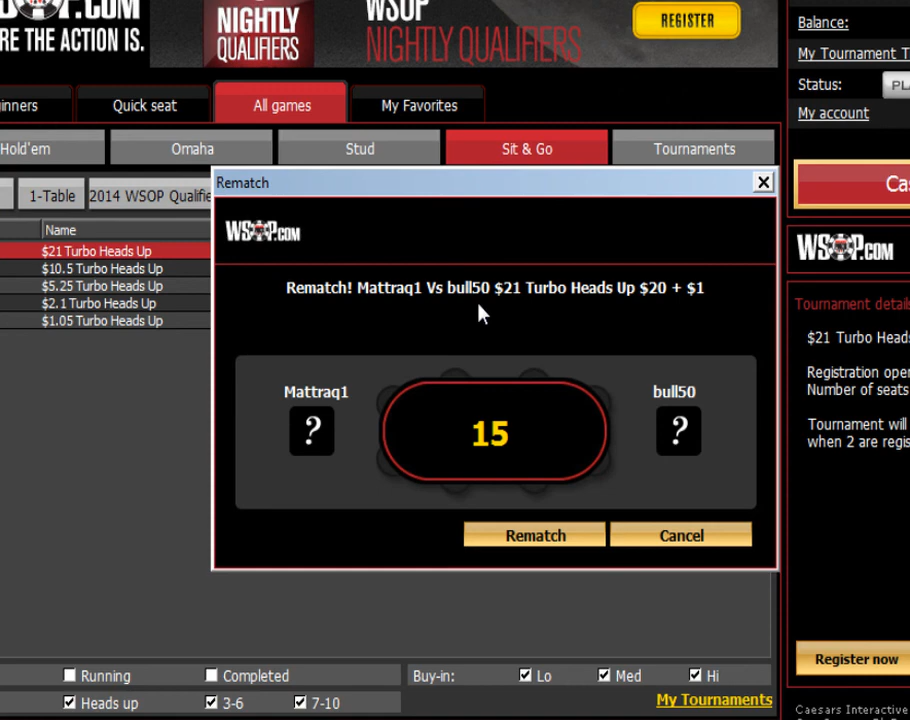 RE THE ACTION IS.
NIGHTLY
QUALIFIERS
WSOP
NIGHTLY QUALIFIERS
REGISTER
Balance:
My Tournament T
Status:
PL
My account
inners
Quick seat
All games
My Favorites
Hold'em
Omaha
Stud
Sit & Go
Tournaments
1-Table
2014 WSOP Qualifie
Rematch
Ca
Name
$21 Turbo Heads Up
$10.5 Turbo Heads Up
$5.25 Turbo Heads Up
$2.1 Turbo Heads Up
$1.05 Turbo Heads Up
WSOP.COM
WSOP.COM
Rematch! Mattraq1 Vs bull50 $21 Turbo Heads Up $20 + $1
Mattraq1
?
15
bull50
?
Rematch
Cancel
Tournament details
$21 Turbo Heads
Registration open
Number of seats
Tournament will
when 2 are regis
Register now
Running
Completed
Buy-in:
Lo
Med
Hi
Heads up
3-6
7-10
My Tournaments
Caesars Interactive